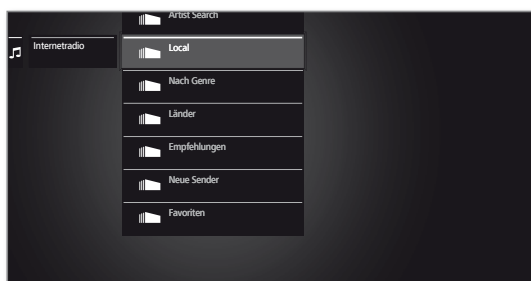 Artist Search
Internetradio
Local
Nach Genre
Länder
Empfehlungen
Neue Sender
Favoriten